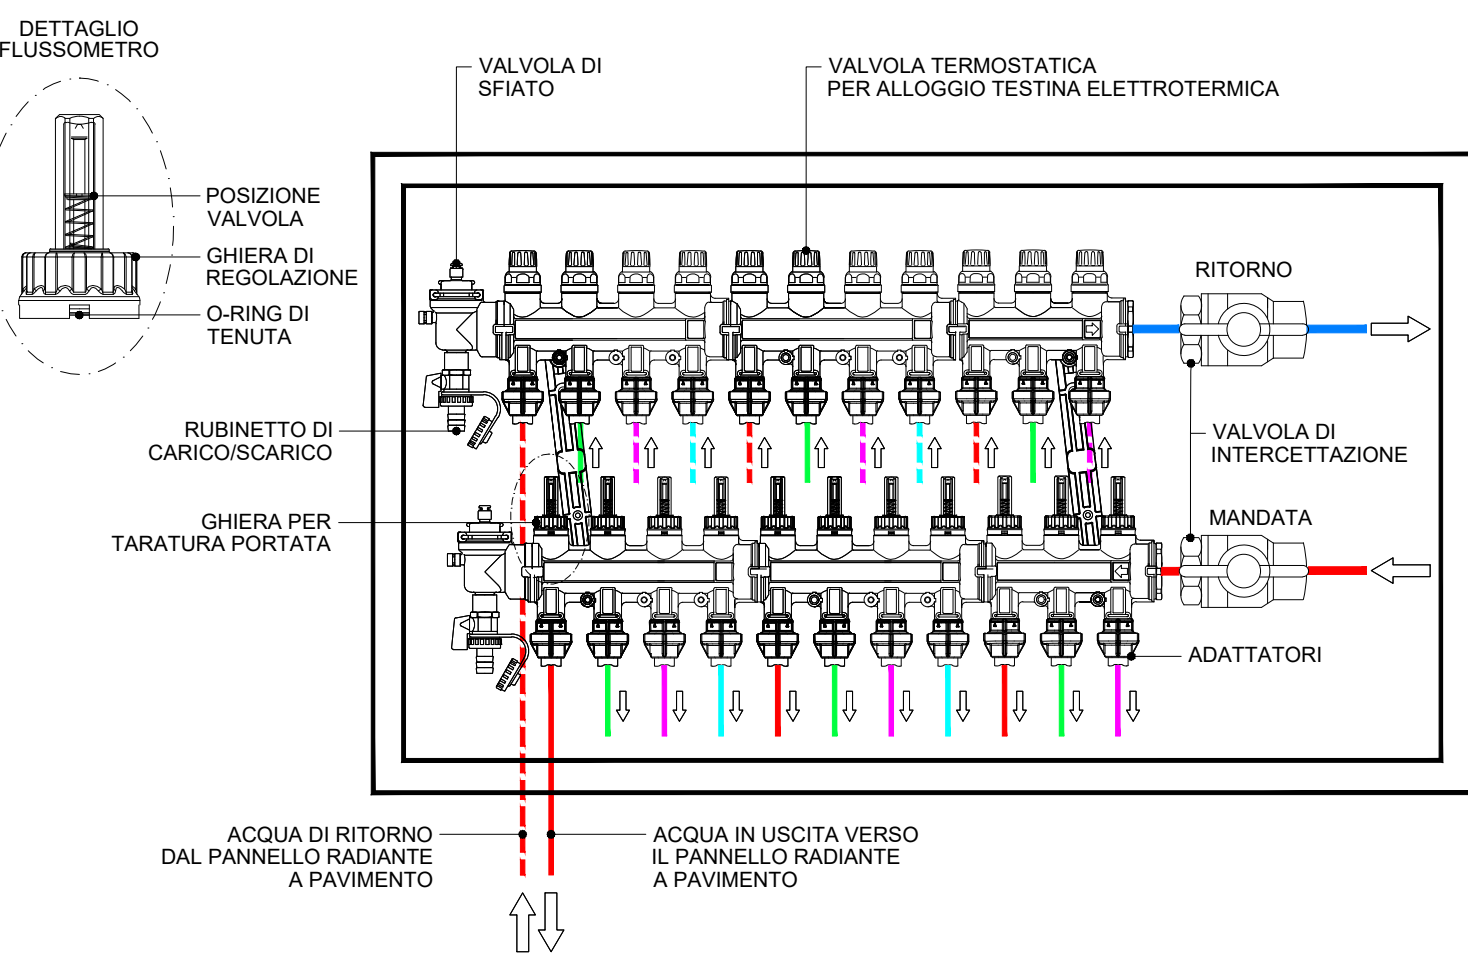 DETTAGLIO
FLUSSOMETRO
POSIZIONE
VALVOLA
GHIERA DI
REGOLAZIONE
O-RING DI
TENUTA
VALVOLA DI
SFIATO
VALVOLA TERMOSTATICA
PER ALLOGGIO TESTINA ELETTROTERMICA
RITORNO
RUBINETTO DI
CARICO/SCARICO
VALVOLA DI
INTERCETTAZIONE
GHIERA PER
TARATURA PORTATA
MANDATA
ADATTATORI
ACQUA DI RITORNO
DAL PANNELLO RADIANTE
A PAVIMENTO
ACQUA IN USCITA VERSO
IL PANNELLO RADIANTE
A PAVIMENTO